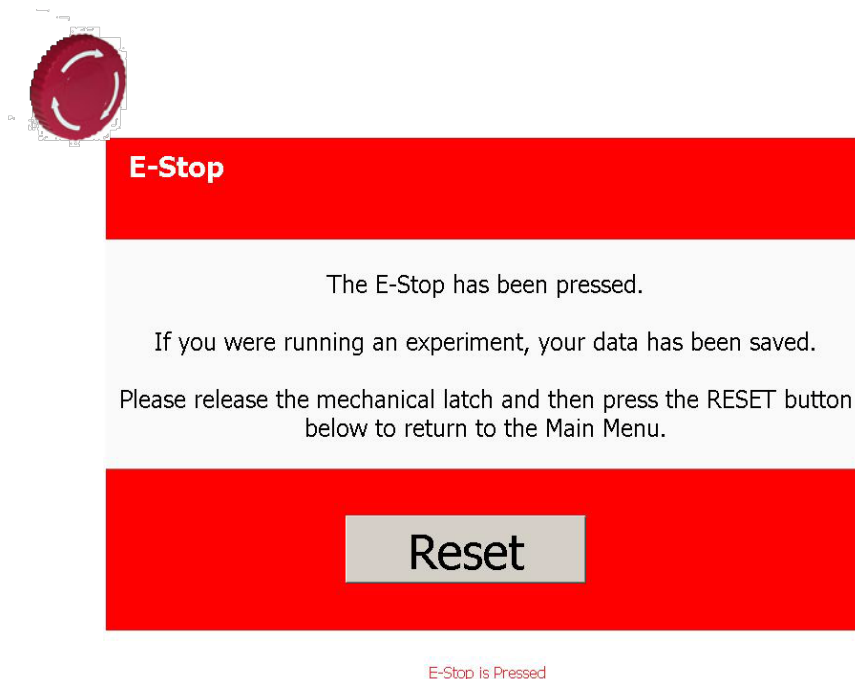 E-Stop
The E-Stop has been pressed.
If you were running an experiment, your data has been saved.
Please release the mechanical latch and then press the RESET button
below to return to the Main Menu.
Reset
E-Stop is Pressed